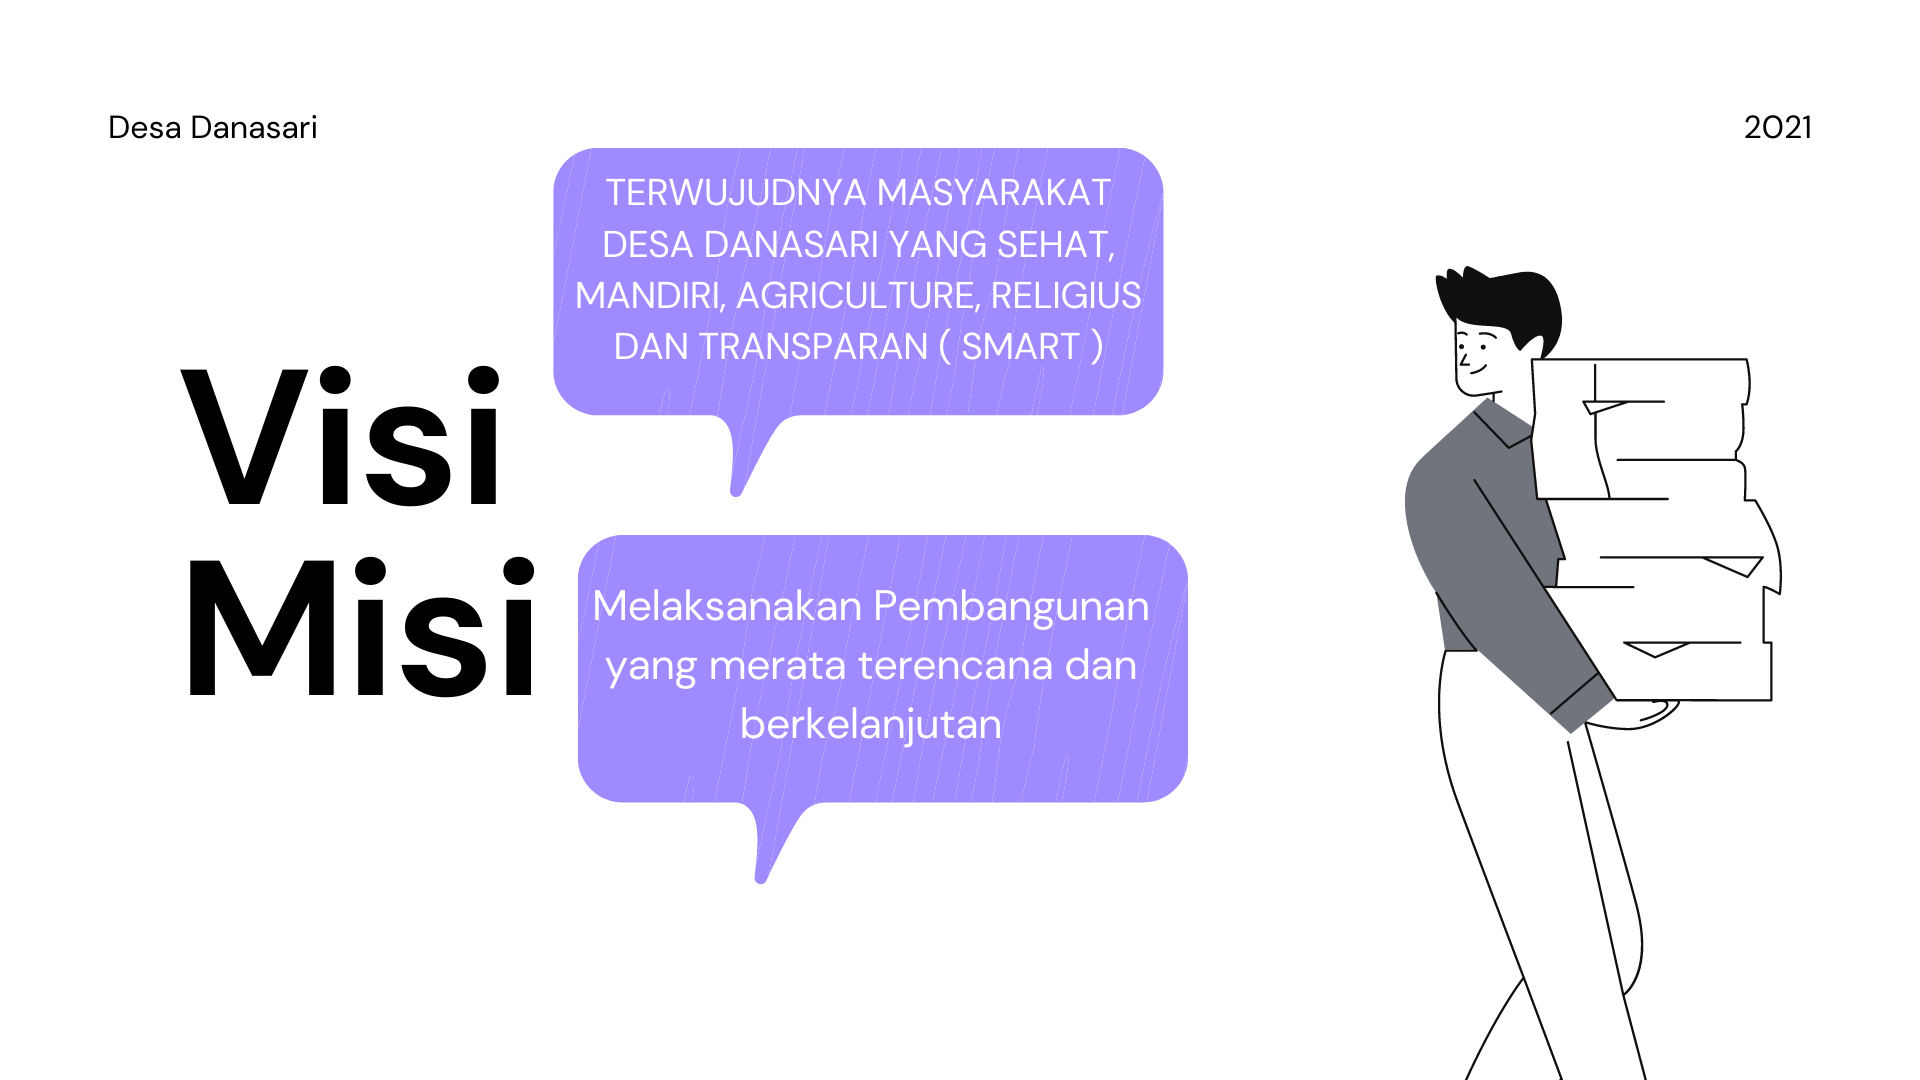 Desa Danasari
2021
TERWUJUDNYA MASYARAKAT
DESA DANASARI YANG SEHAT,
MANDIRI, AGRICULTURE, RELIGIUS
DAN TRANSPARAN ( SMART )
Visi
Misi
Melaksanakan Pembangunan
yang merata terencana dan
berkelanjutan